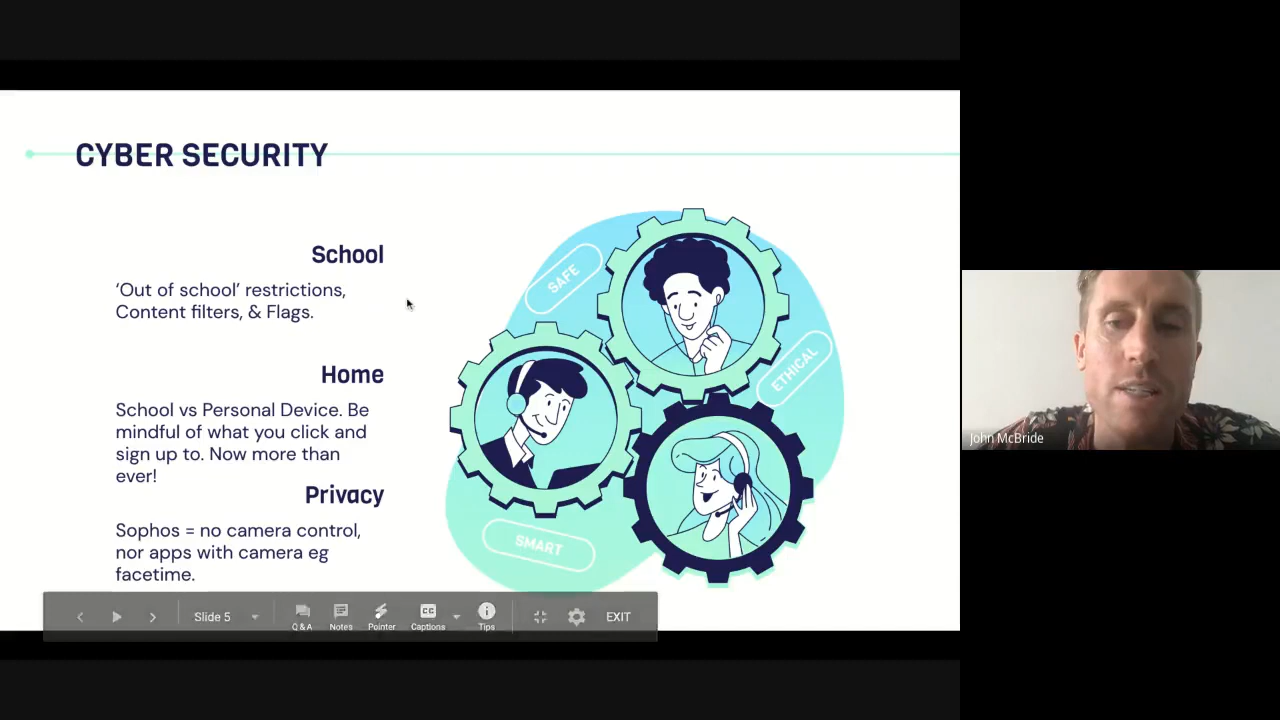 CYBER SECURITY
School
‘Out of school’ restrictions,
Content filters, & Flags.
Home
School vs Personal Device. Be
mindful of what you click and
sign up to. Now more than
ever!
Privacy
Sophos = no camera control,
nor apps with camera eg
facetime.
SAFE
ETHICAL
SMART
Slide 5
Q & A
Notes
Pointer
CC
Captions
Tips
EXIT
John McBride